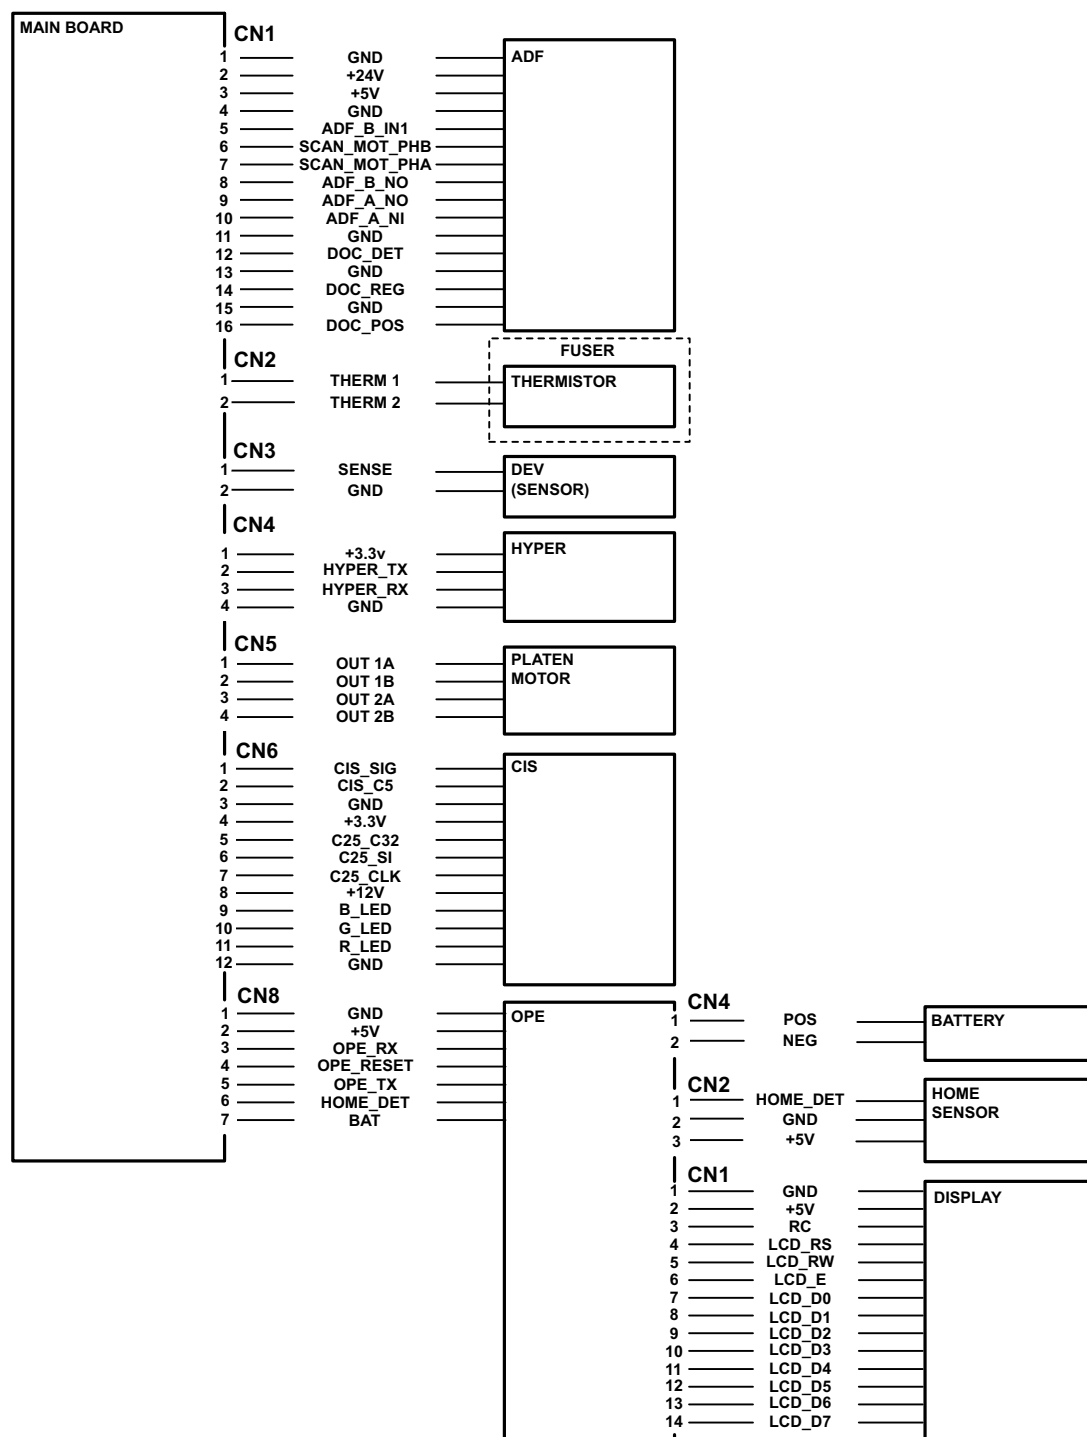 MAIN BOARD
CN1
1 GND ADF
2 +24V
3 +5V
4 GND
5 ADF_B_IN1
6 SCAN_MOT_PHB
7 SCAN_MOT_PHA
8 ADF_B_NO
9 ADF_A_NO
10 ADF_A_NI
11 GND
12 DOC_DET
13 GND
14 DOC_REG
15 GND
16 DOC_POS
CN2
FUSER
1 THERM 1 THERMISTOR
2 THERM 2
CN3
1 SENSE DEV
2 GND (SENSOR)
CN4
1 +3.3v HYPER
2 HYPER_TX
3 HYPER_RX
4 GND
CN5
1 OUT 1A PLATEN
2 OUT 1B MOTOR
3 OUT 2A
4 OUT 2B
CN6
1 CIS_SIG CIS
2 CIS_C5
3 GND
4 +3.3V
5 C25_C32
6 C25_SI
7 C25_CLK
8 +12V
9 B_LED
10 G_LED
11 R_LED
12 GND
CN8
1 GND OPE
2 +5V
3 OPE_RX
4 OPE_RESET
5 OPE_TX
6 HOME_DET
7 BAT
CN4
1 POS BATTERY
2 NEG
CN2
1 HOME_DET HOME
2 GND SENSOR
3 +5V
CN1
1 GND DISPLAY
2 +5V
3 RC
4 LCD_RS
5 LCD_RW
6 LCD_E
7 LCD_D0
8 LCD_D1
9 LCD_D2
10 LCD_D3
11 LCD_D4
12 LCD_D5
13 LCD_D6
14 LCD_D7